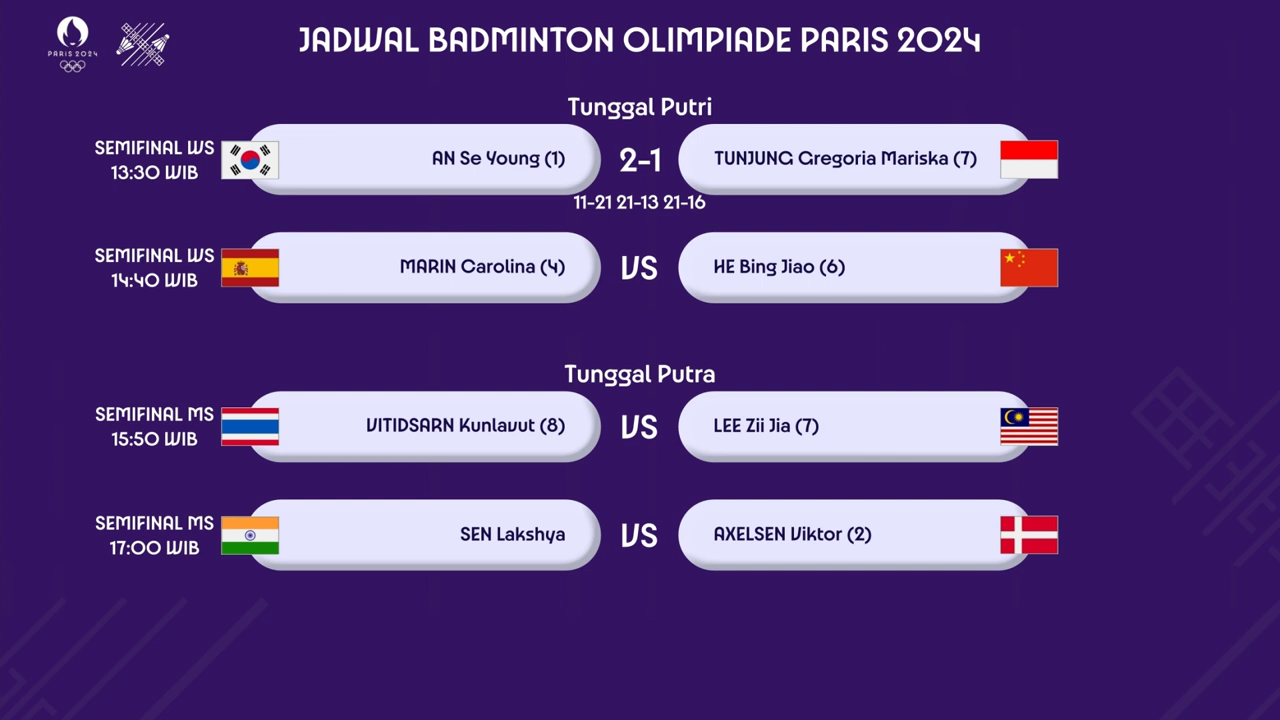 PARIS 2024
JADWAL BADMINTON OLIMPIADE PARIS 2024
Tunggal Putri
SEMIFINAL WS
13:30 WIB
AN Se Young (1)
2-1
TUNJUNG Gregoria Mariska (7)
11-21 21-13 21-16
SEMIFINAL WS
14:40 WIB
MARIN Carolina (4)
VS
HE Bing Jiao (6)
Tunggal Putra
SEMIFINAL MS
15:50 WIB
VITIDSARN Kunlavut (8)
VS
LEE Zii Jia (7)
SEMIFINAL MS
17:00 WIB
SEN Lakshya
VS
AXELSEN Viktor (2)